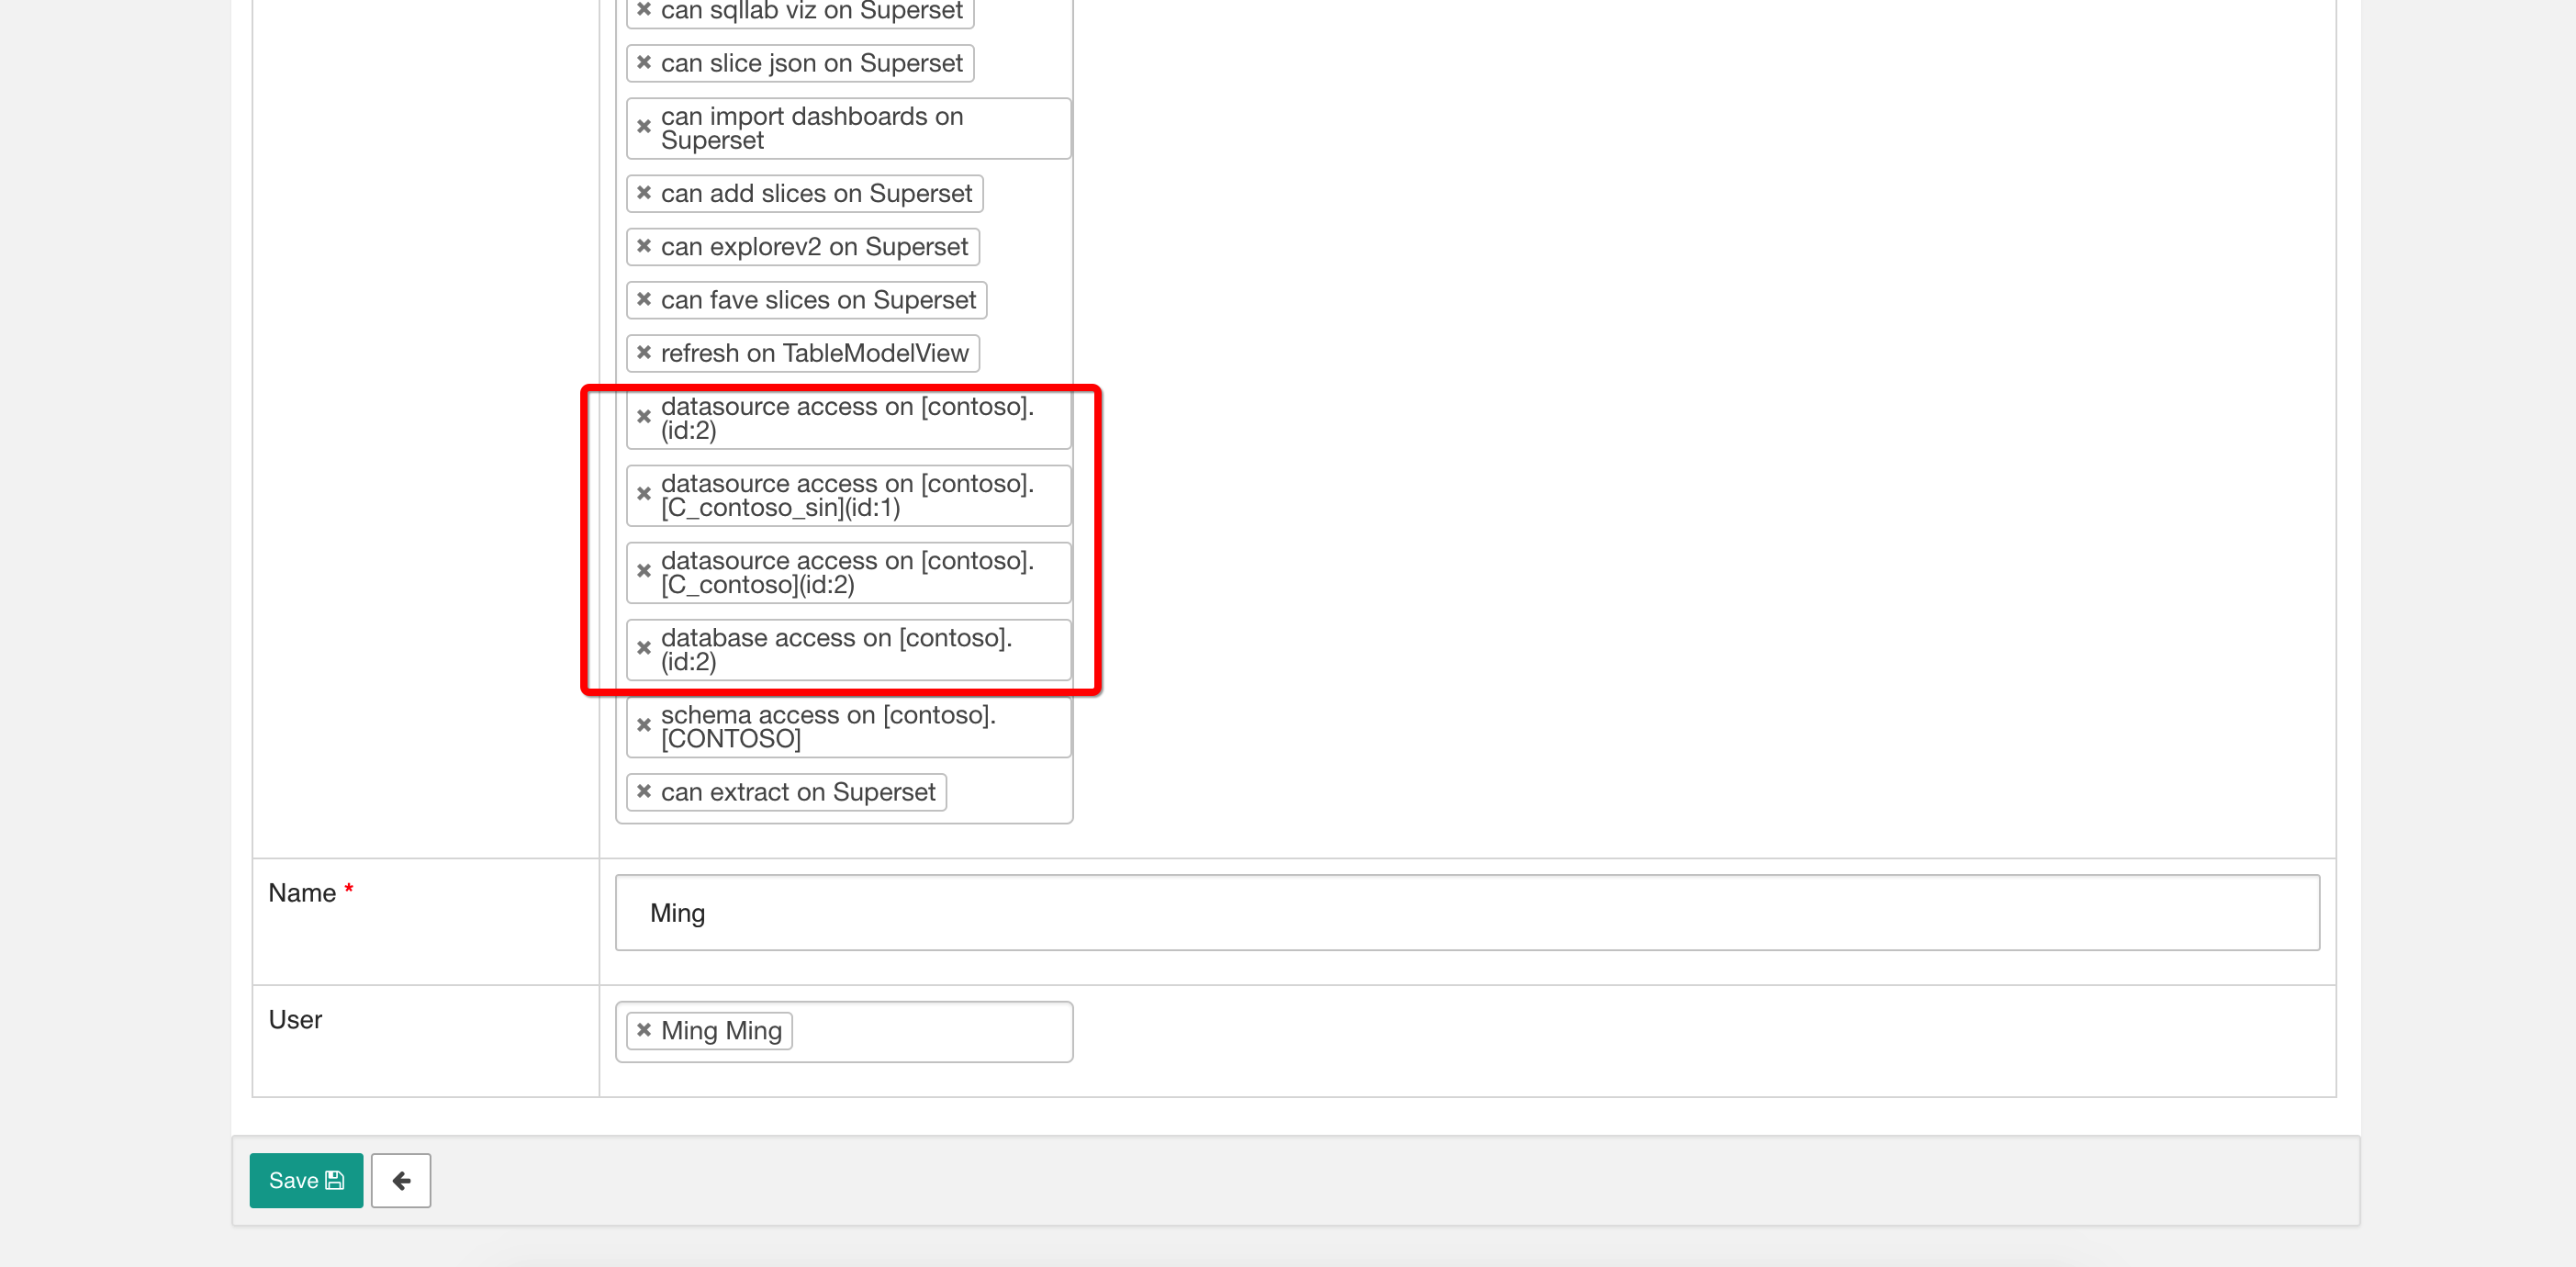 can sqllab viz on Superset
can slice json on Superset
can import dashboards on
Superset
can add slices on Superset
can explorev2 on Superset
can fave slices on Superset
refresh on TableModelView
datasource access on [contoso].
(id:2)
datasource access on [contoso].
[C_contoso_sin](id:1)
datasource access on [contoso].
[C_contoso](id:2)
database access on [contoso].
(id:2)
schema access on [contoso].
[CONTOSO]
can extract on Superset
Name *
Ming
User
Ming Ming
Save